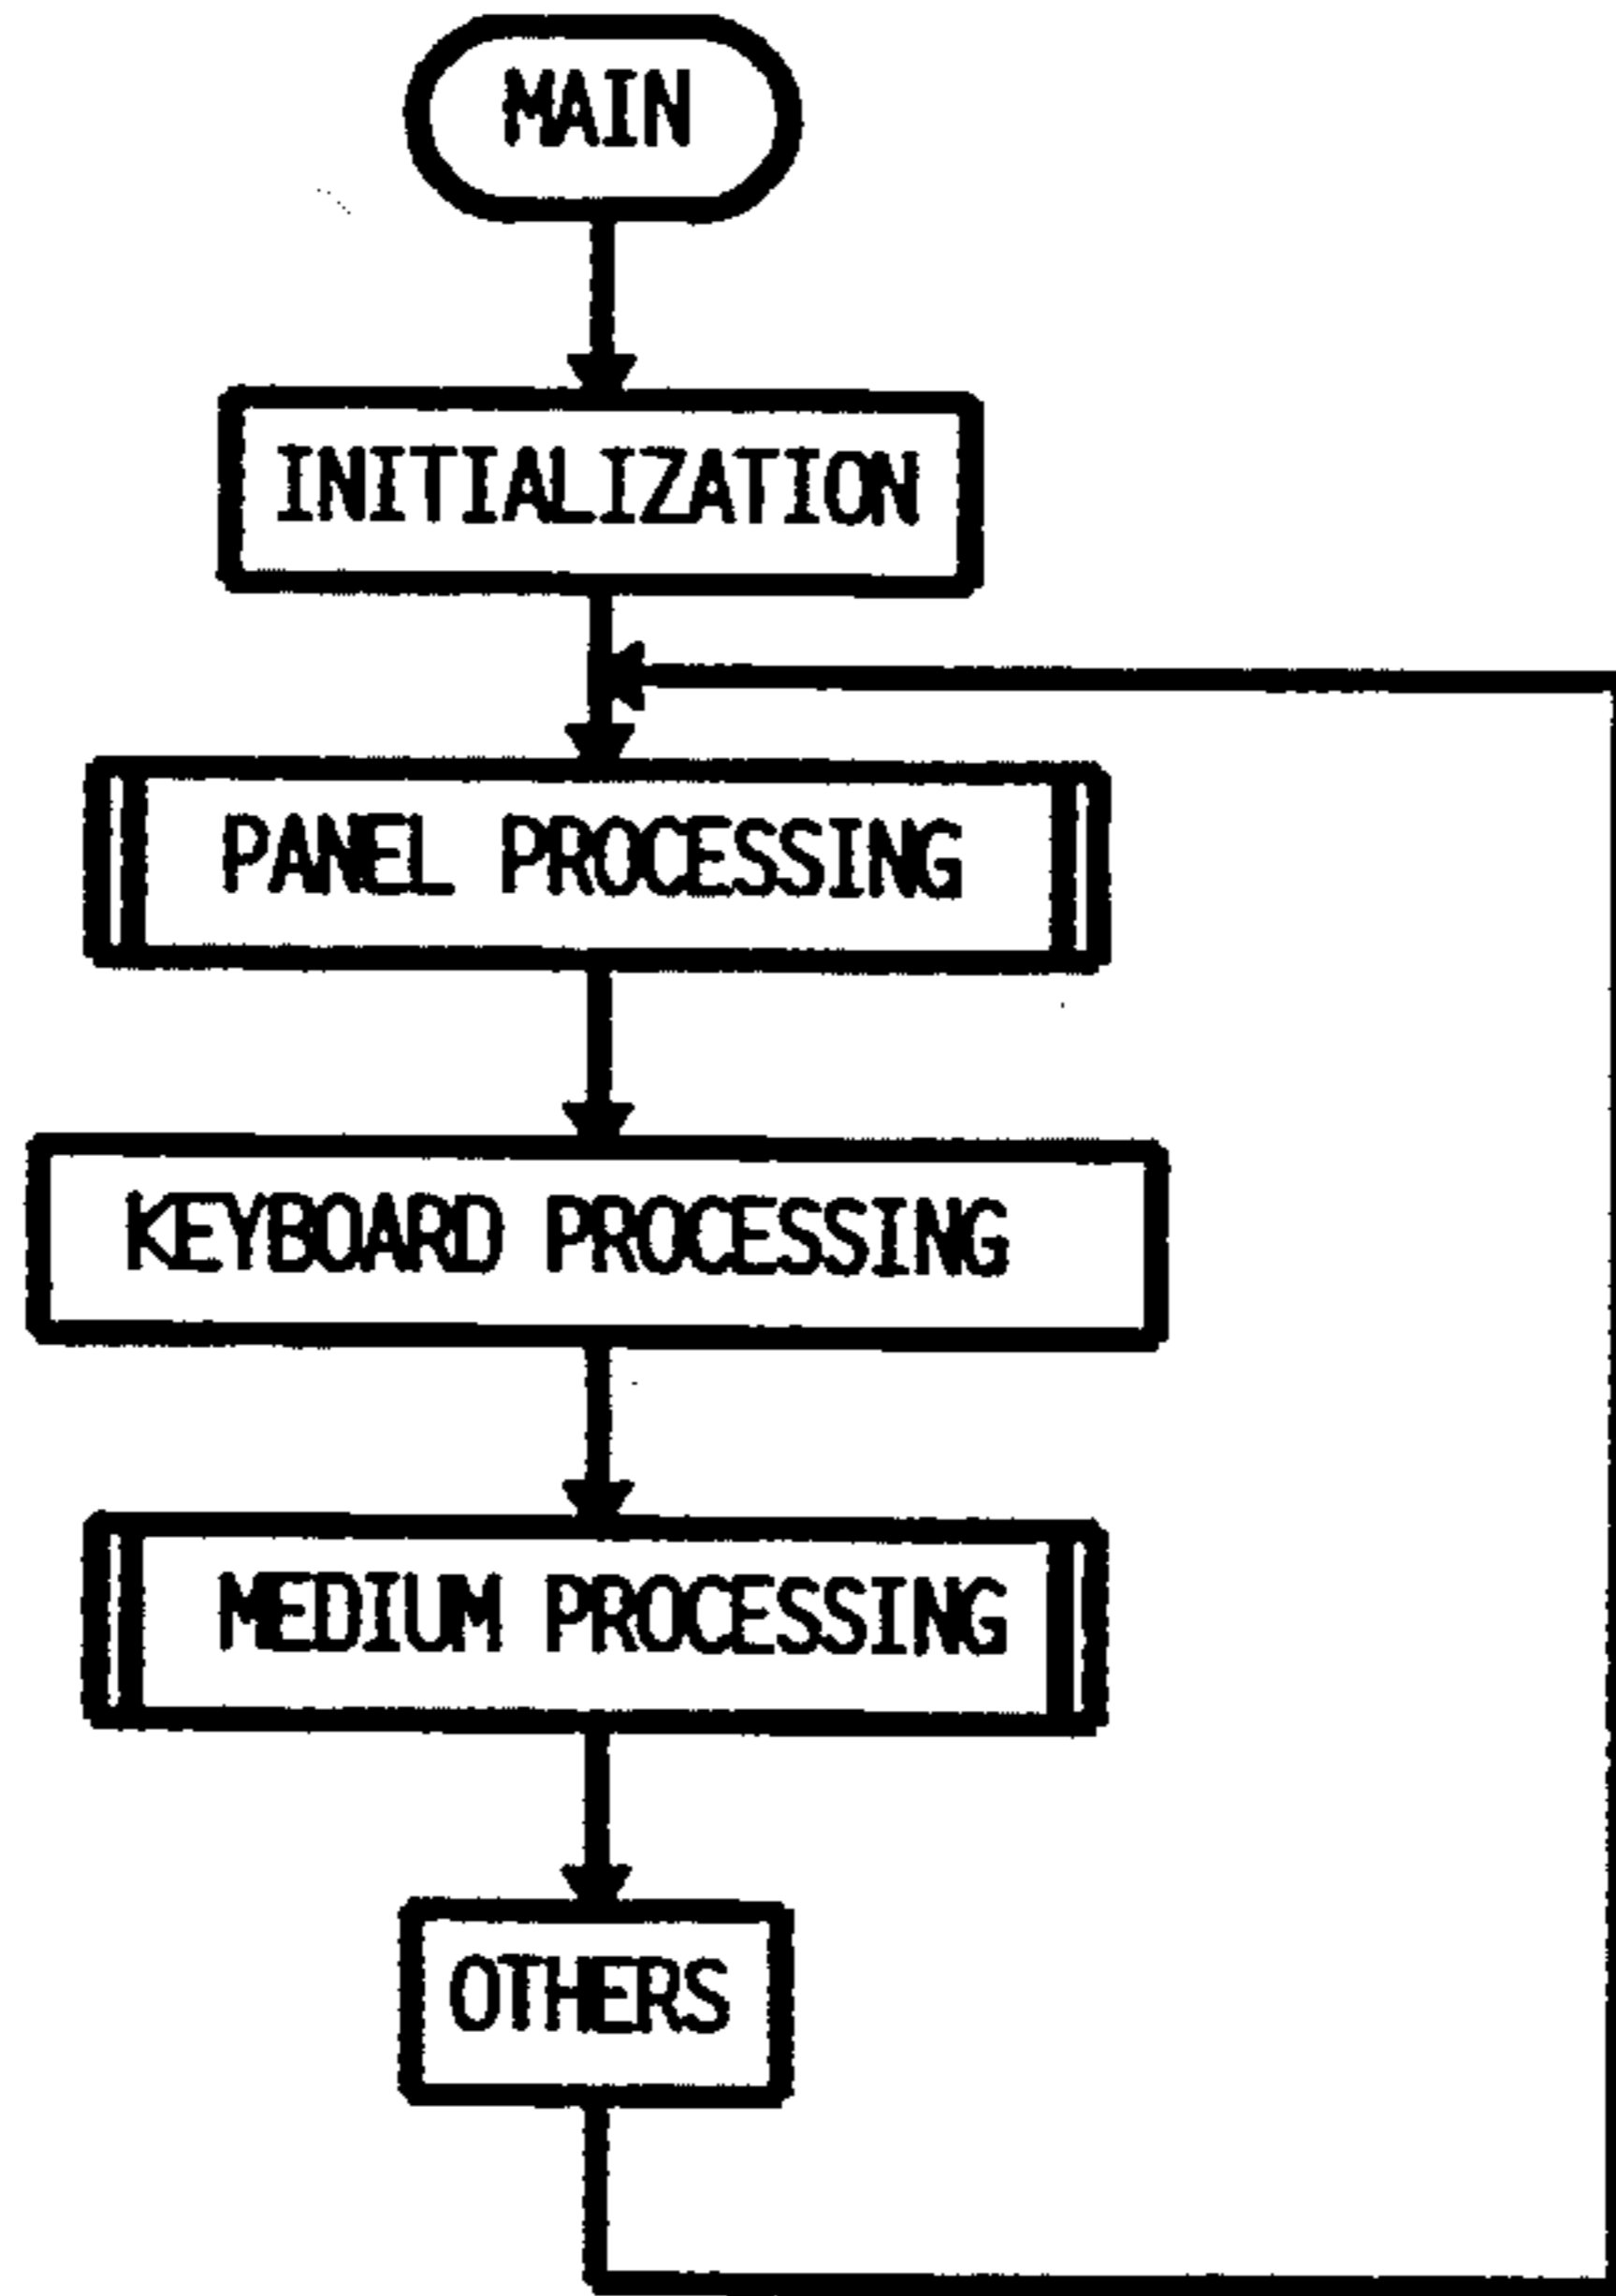 MAIN
INITIALIZATION
PANEL PROCESSING
KEYBOARD PROCESSING
MEDIUM PROCESSING
OTHERS